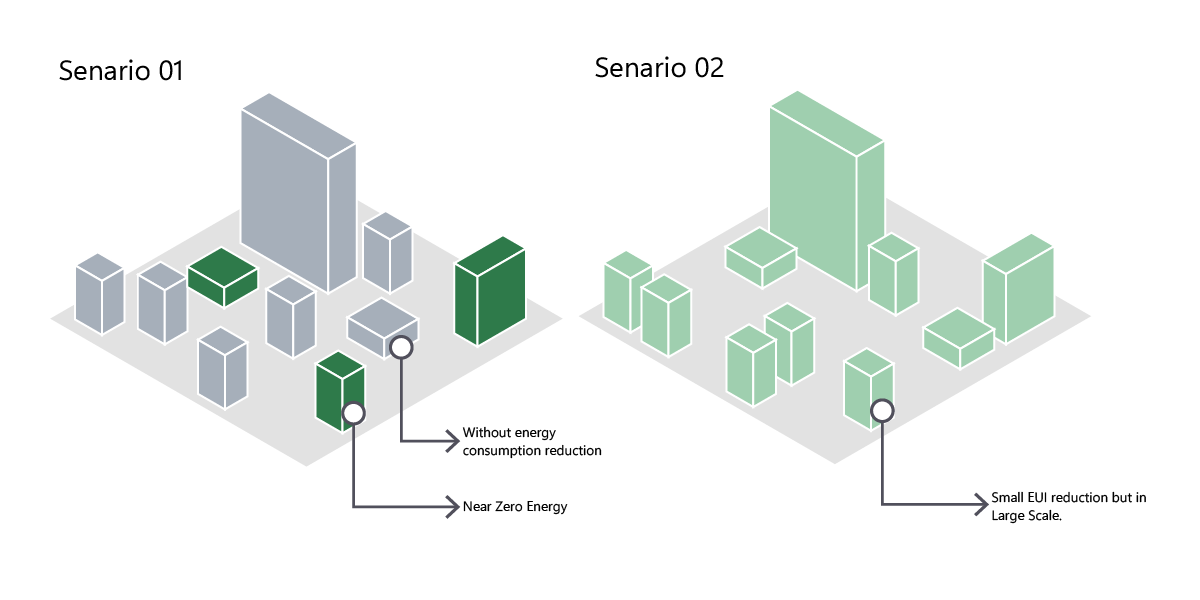 Senario 01
Senario 02
Without energy
consumption reduction
Near Zero Energy
Small EUI reduction but in
Large Scale.